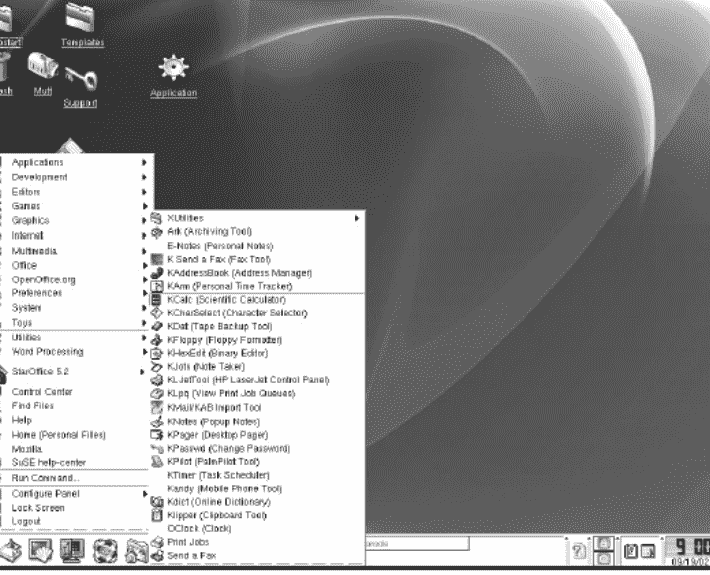 Templates
Mutt
Support
Application
Applications
Development
Editors
Games
Graphics
Internet
Multimedia
Office
OpenOffice.org
Preferences
System
Toys
Utilities
Word Processing
StarOffice 5.2
Control Center
Find Files
Help
Home (Personal Files)
Mozilla
SuSE help-center
Run Command...
Configure Panel
Lock Screen
Logout
XUtilities
Ark (Archiving Tool)
E-Notes (Personal Notes)
K Send a Fax (Fax Tool)
KAddressBook (Address Manager)
KArm (Personal Time Tracker)
KCalc (Scientific Calculator)
KCharSelect (Character Selector)
KDat (Tape Backup Tool)
KFloppy (Floppy Formatter)
KHexEdit (Binary Editor)
KJots (Note Taker)
KLJetTool (HP LaserJet Control Panel)
KLpq (View Print Job Queues)
KMail/KAB Import Tool
KNotes (Popup Notes)
KPager (Desktop Pager)
KPasswd (Change Password)
KPilot (PalmPilot Tool)
KTimer (Task Scheduler)
Kandy (Mobile Phone Tool)
Kdict (Online Dictionary)
Klipper (Clipboard Tool)
OClock (Clock)
Print Jobs
Send a Fax
9 00
09/19/02